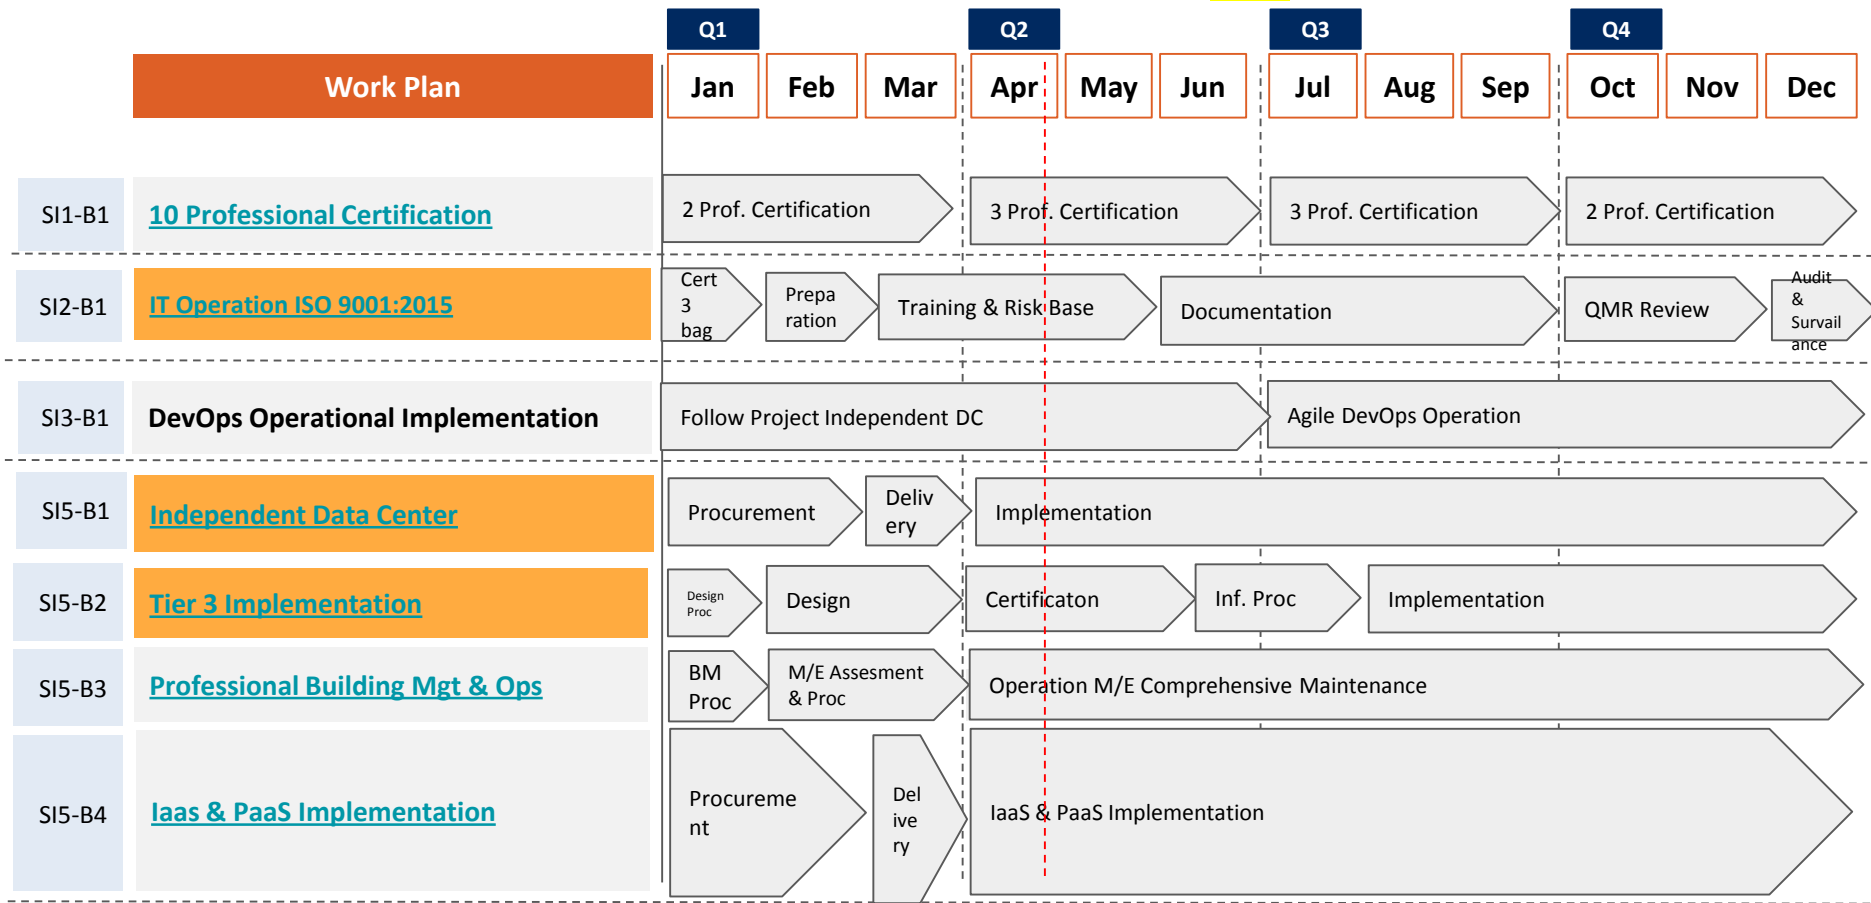 Q1
Q2
Q3
Q4
Work Plan
Jan
Feb
Mar
Apr
May
Jun
Jul
Aug
Sep
Oct
Nov
Dec
SI1-B1
10 Professional Certification
2 Prof. Certification
3 Prof. Certification
3 Prof. Certification
2 Prof. Certification
SI2-B1
IT Operation ISO 9001:2015
Cert
3
bag
Prepa
ration
Training & Risk Base
Documentation
QMR Review
Audit
&
Survail
ance
SI3-B1
DevOps Operational Implementation
Follow Project Independent DC
Agile DevOps Operation
SI5-B1
Independent Data Center
Procurement
Deliv
ery
Implementation
SI5-B2
Tier 3 Implementation
Design
Proc
Design
Certificaton
Inf. Proc
Implementation
SI5-B3
Professional Building Mgt & Ops
BM
Proc
M/E Assesment
& Proc
Operation M/E Comprehensive Maintenance
SI5-B4
Iaas & PaaS Implementation
Procureme
nt
Del
ive
ry
IaaS & PaaS Implementation